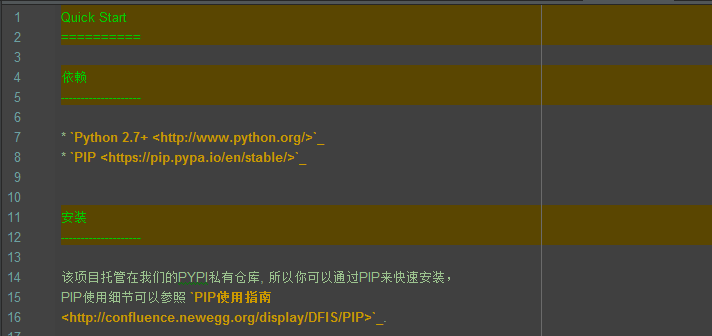 1 Quick Start
2 ==========
3
4 依赖
5 --------------------
6
7 * `Python 2.7+ <http://www.python.org/>`_
8 * `PIP <https://pip.pypa.io/en/stable/>`_
9
10
11 安装
12 --------------------
13
14 该项目托管在我们的PYPI私有仓库, 所以你可以通过PIP来快速安装，
15 PIP使用细节可以参照 `PIP使用指南
16 <http://confluence.newegg.org/display/DFIS/PIP>`_.
17